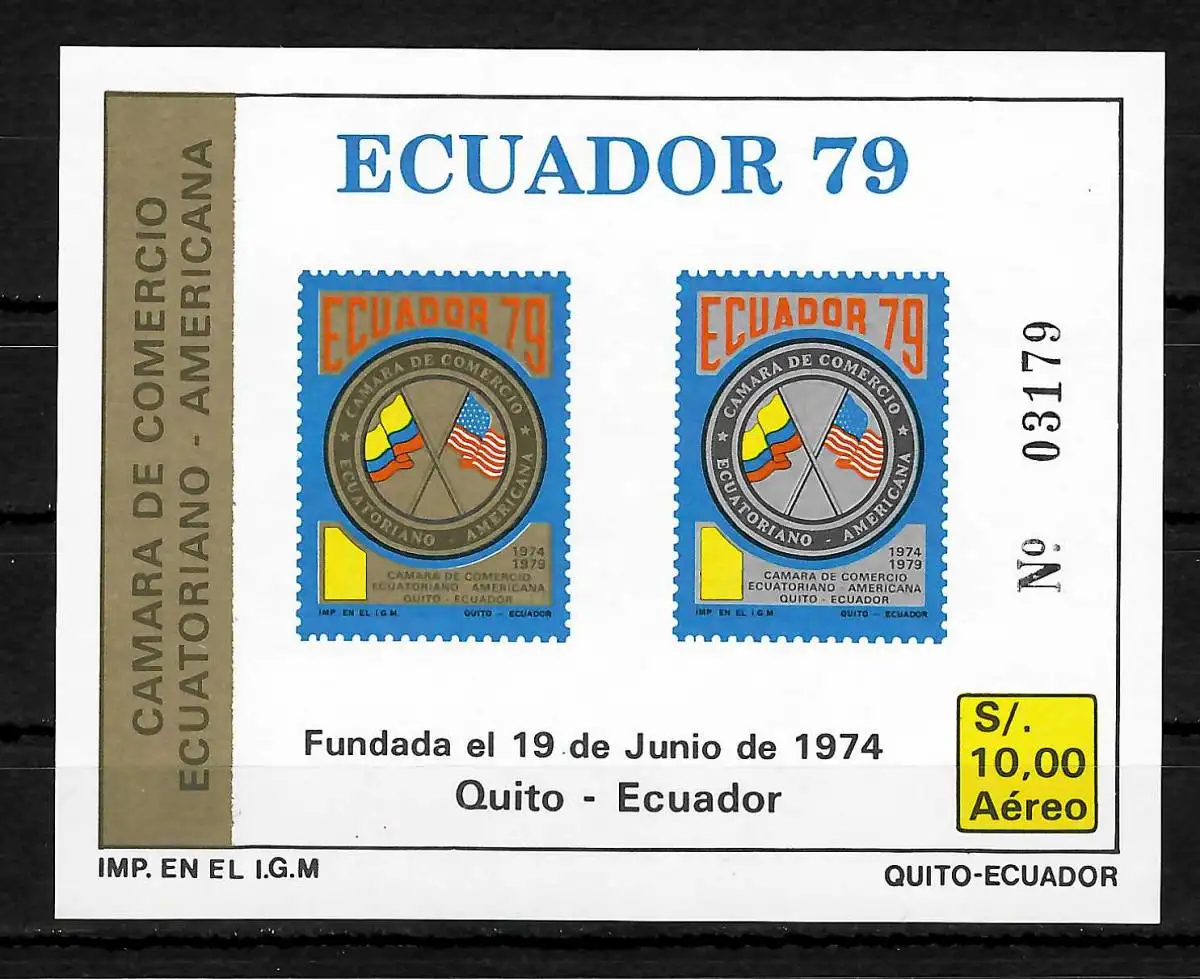 CAMARA DE COMERCIO
ECUATORIANO - AMERICANA
ECUADOR 79
ECUADOR 79
CAMARA DE COMERCIO
ECUATORIANO - AMERICANA
1974
1979
CAMARA DE COMERCIO
ECUATORIANO AMERICANA
QUITO - ECUADOR
IMP EN EL I.G.M QUITO - ECUADOR
ECUADOR 79
CAMARA DE COMERCIO
ECUATORIANO - AMERICANA
1974
1979
CAMARA DE COMERCIO
ECUATORIANA - AMERICANA
QUITO - ECUADOR
IMP EN EL I.G.M QUITO - ECUADOR
Nº. 03179
Fundada el 19 de Junio de 1974
Quito - Ecuador
S/.
10,00
Aéreo
IMP. EN EL I.G.M
QUITO-ECUADOR